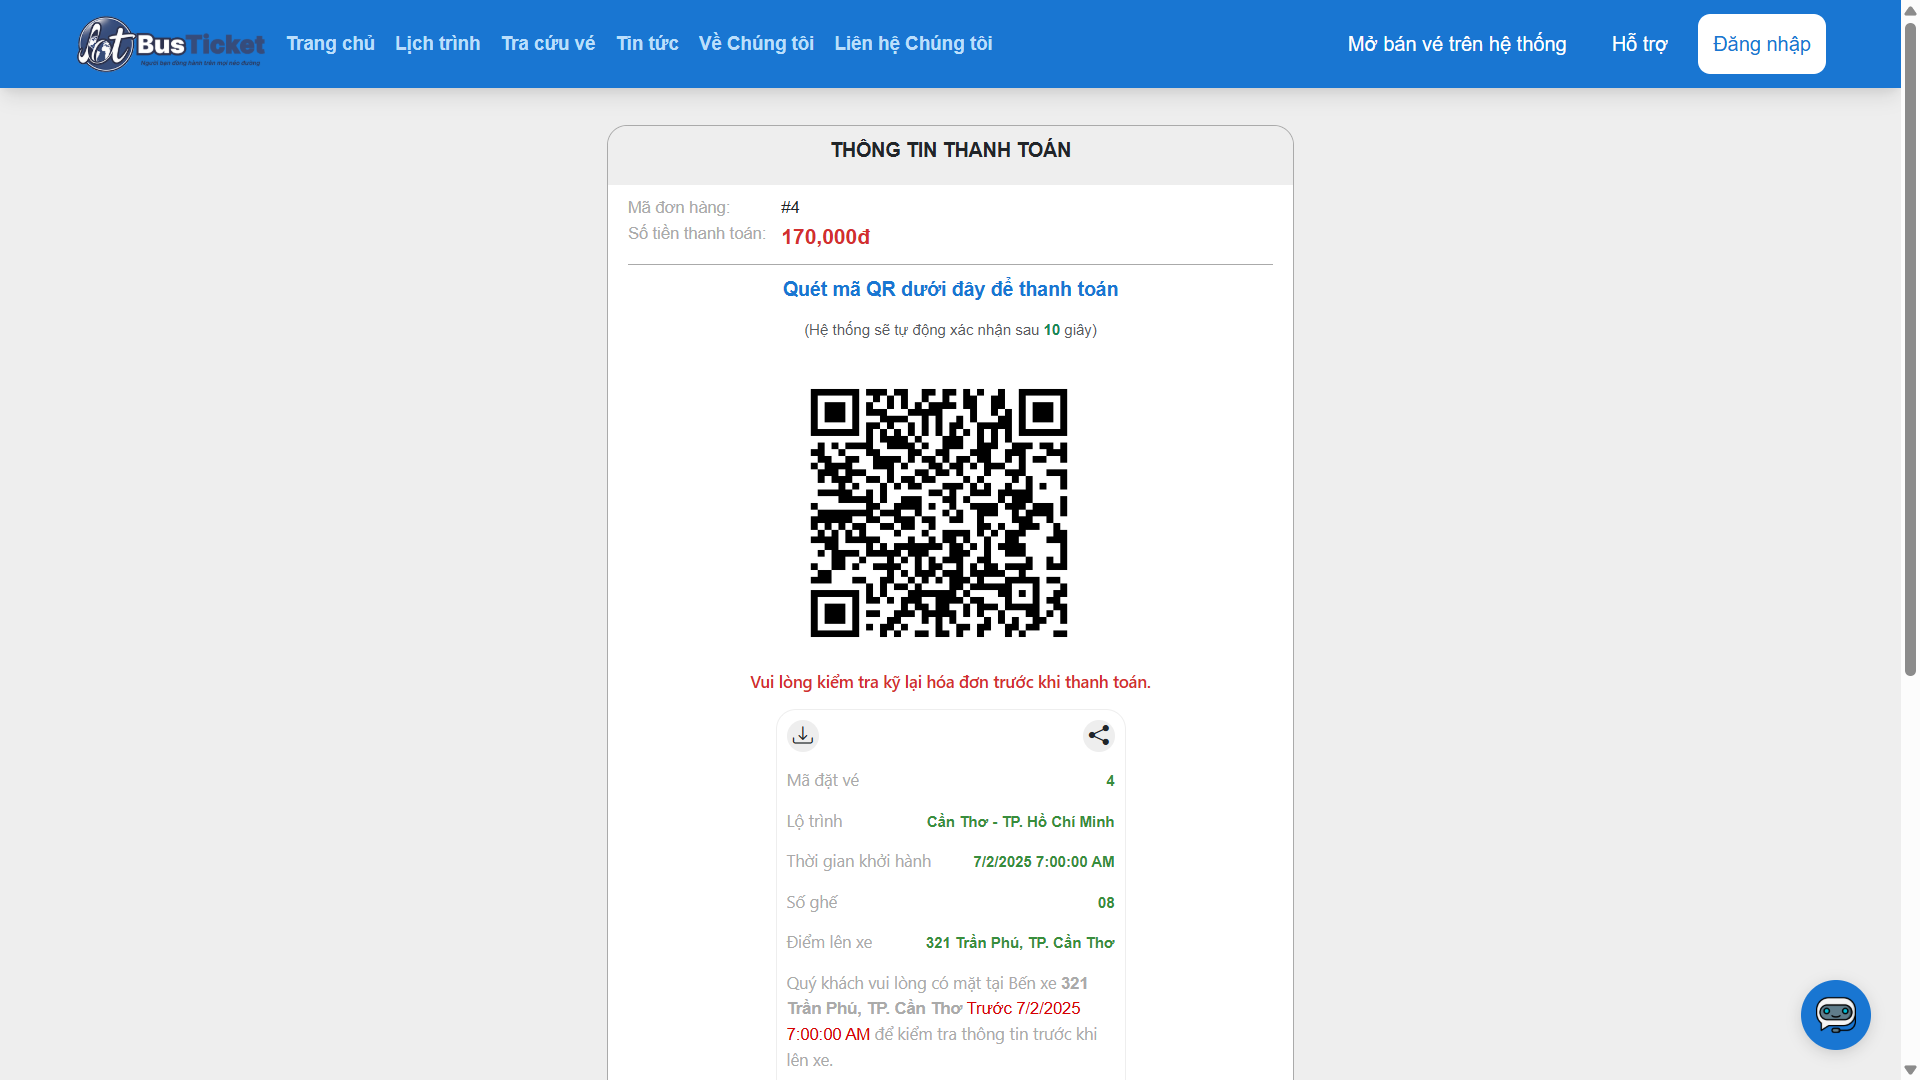 BusTicket
Người bạn đồng hành trên mọi nẻo đường
Trang chủ
Lịch trình
Tra cứu vé
Tin tức
Về Chúng tôi
Liên hệ Chúng tôi
Mở bán vé trên hệ thống
Hỗ trợ
Đăng nhập
THÔNG TIN THANH TOÁN
Mã đơn hàng: #4
Số tiền thanh toán: 170,000đ
Quét mã QR dưới đây để thanh toán
(Hệ thống sẽ tự động xác nhận sau 10 giây)
Vui lòng kiểm tra kỹ lại hóa đơn trước khi thanh toán.
Mã đặt vé 4
Lộ trình Cần Thơ - TP. Hồ Chí Minh
Thời gian khởi hành 7/2/2025 7:00:00 AM
Số ghế 08
Điểm lên xe 321 Trần Phú, TP. Cần Thơ
Quý khách vui lòng có mặt tại Bến xe 321
Trần Phú, TP. Cần Thơ Trước 7/2/2025
7:00:00 AM để kiểm tra thông tin trước khi
lên xe.